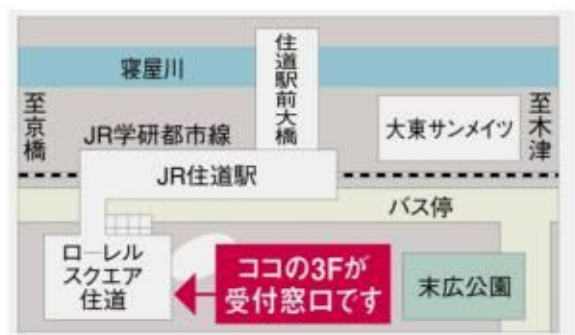 寝屋川
住道駅前大橋
至京橋
JR学研都市線
大東サンメイツ
至木津
JR住道駅
バス停
ローレル
スクエア
住道
ココの3Fが
受付窓口です
末広公園